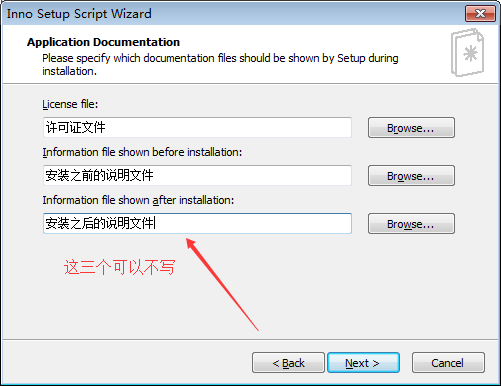 Inno Setup Script Wizard
Application Documentation
Please specify which documentation files should be shown by Setup during
installation.
License file:
许可证文件
Browse...
Information file shown before installation:
安装之前的说明文件
Browse...
Information file shown after installation:
安装之后的说明文件
Browse...
这三个可以不写
< Back
Next >
Cancel